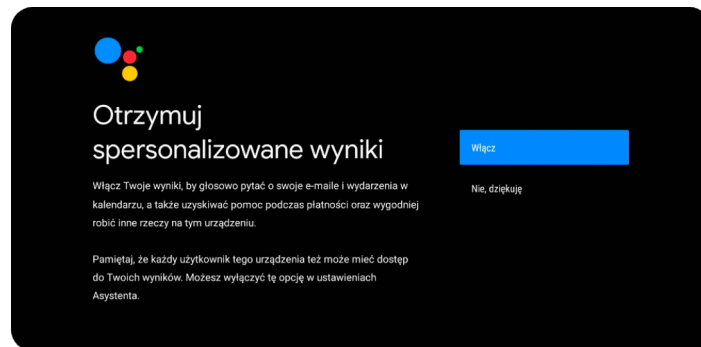 Otrzymuj
spersonalizowane wyniki
Włącz Twoje wyniki, by głosowo pytać o swoje e-maile i wydarzenia w
kalendarzu, a także uzyskiwać pomoc podczas płatności oraz wygodniej
robić inne rzeczy na tym urządzeniu.
Pamiętaj, że każdy użytkownik tego urządzenia też może mieć dostęp
do Twoich wyników. Możesz wyłączyć tę opcję w ustawieniach
Asystenta.
Włącz
Nie, dziękuję